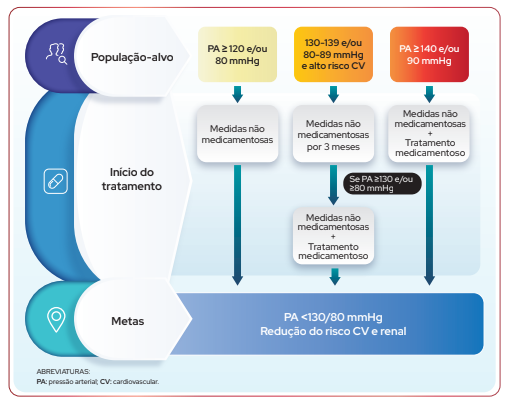 População-alvo
PA ≥ 120 e/ou
80 mmHg
130-139 e/ou
80-89 mmHg
e alto risco CV
PA ≥ 140 e/ou
90 mmHg
Início do
tratamento
Medidas não
medicamentosas
Medidas não
medicamentosas
por 3 meses
Medidas não
medicamentosas
+
Tratamento
medicamentoso
Se PA ≥130 e/ou
≥80 mmHg
Medidas não
medicamentosas
+
Tratamento
medicamentoso
Metas
PA <130/80 mmHg
Redução do risco CV e renal
ABREVIATURAS:
PA: pressão arterial; CV: cardiovascular.